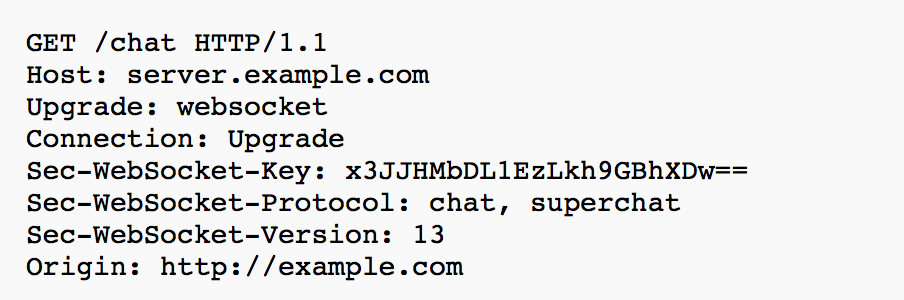 GET /chat HTTP/1.1
Host: server.example.com
Upgrade: websocket
Connection: Upgrade
Sec-WebSocket-Key: x3JJHMbDL1EzLkh9GBhXDw==
Sec-WebSocket-Protocol: chat, superchat
Sec-WebSocket-Version: 13
Origin: http://example.com